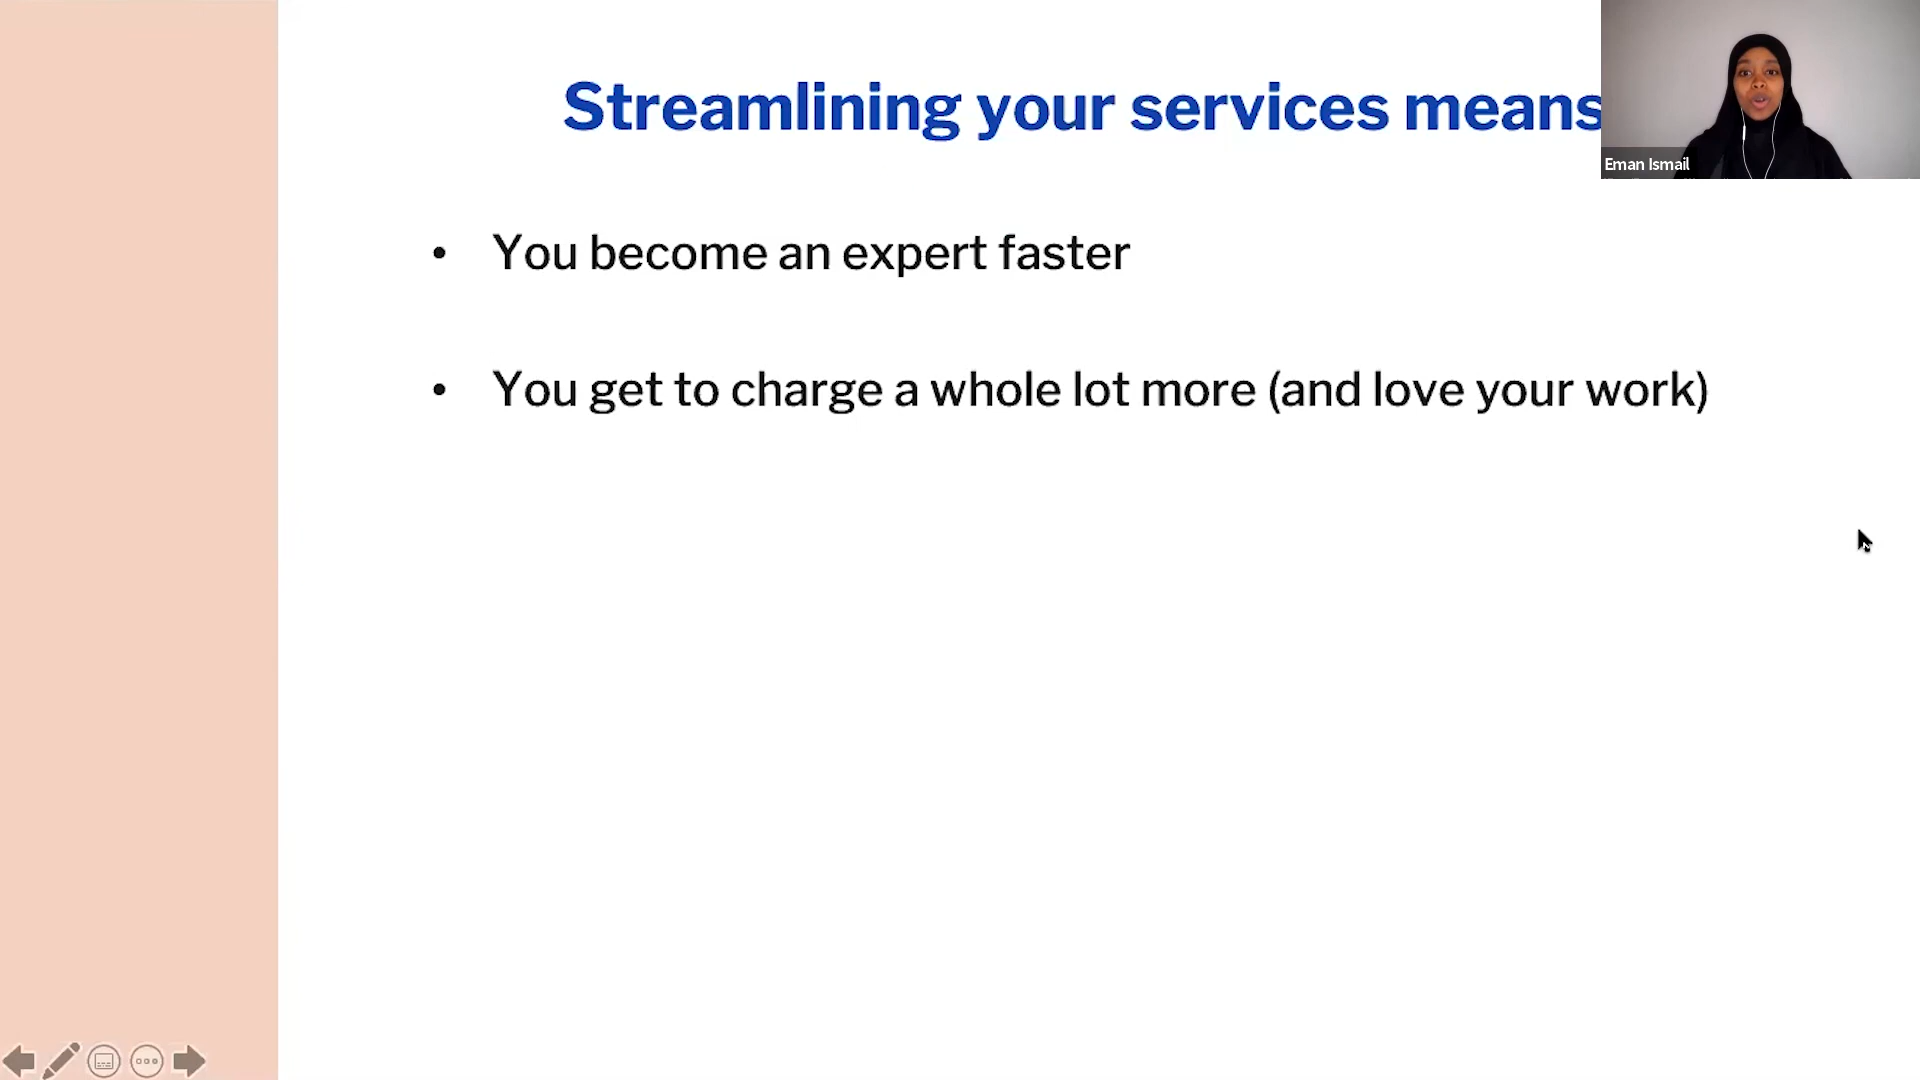 Streamlining your services means
Eman Ismail
• You become an expert faster
• You get to charge a whole lot more (and love your work)